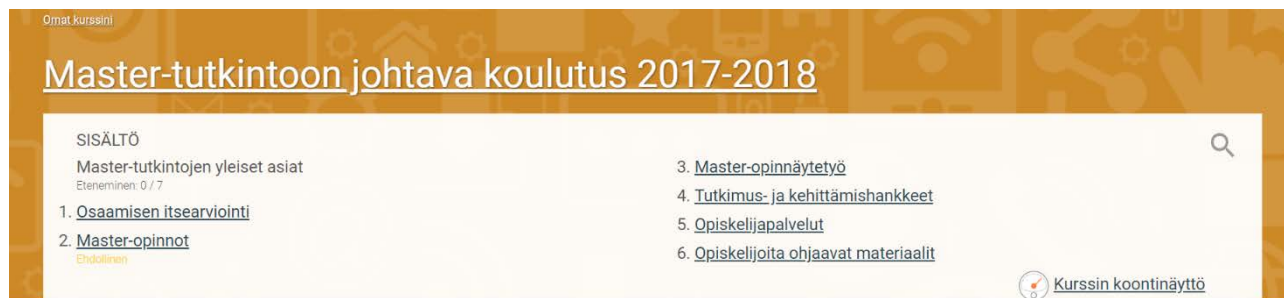 Omat kurssini
Master-tutkintoon johtava koulutus 2017-2018
SISÄLTÖ
Master-tutkintojen yleiset asiat
Eteneminen: 0 / 7
1. Osaamisen itsearviointi
2. Master-opinnot
Ehdollinen
3. Master-opinnäytetyö
4. Tutkimus- ja kehittämishankkeet
5. Opiskelijapalvelut
6. Opiskelijoita ohjaavat materiaalit
Kurssin koontinäyttö